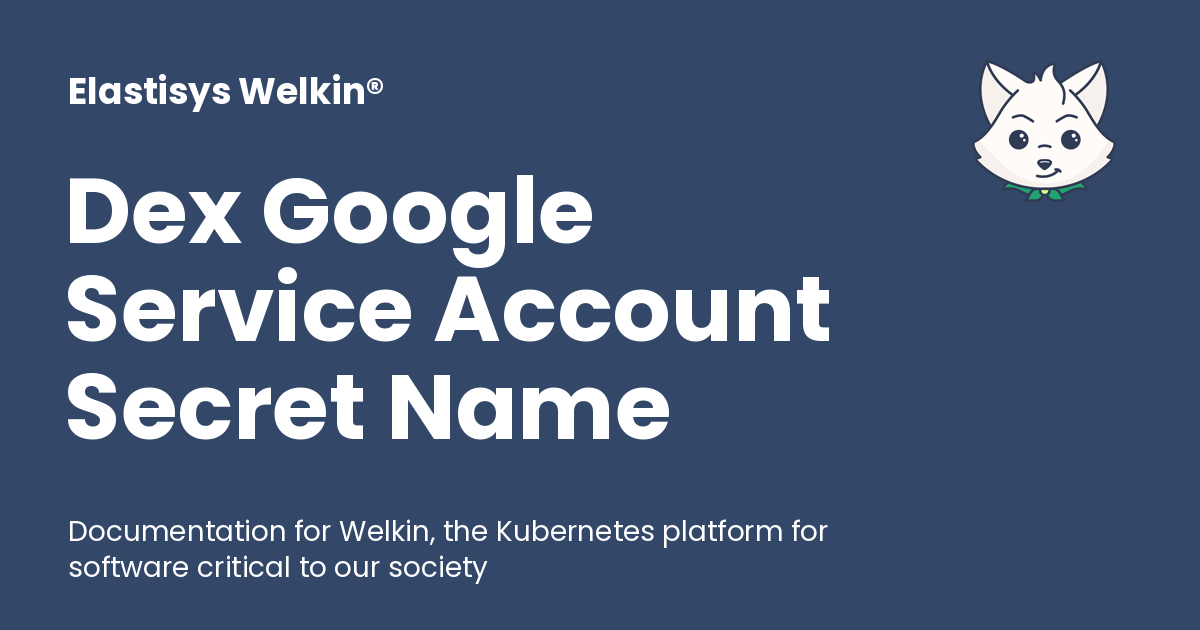 Elastisys Welkin®
Dex Google
Service Account
Secret Name
Documentation for Welkin, the Kubernetes platform for
software critical to our society